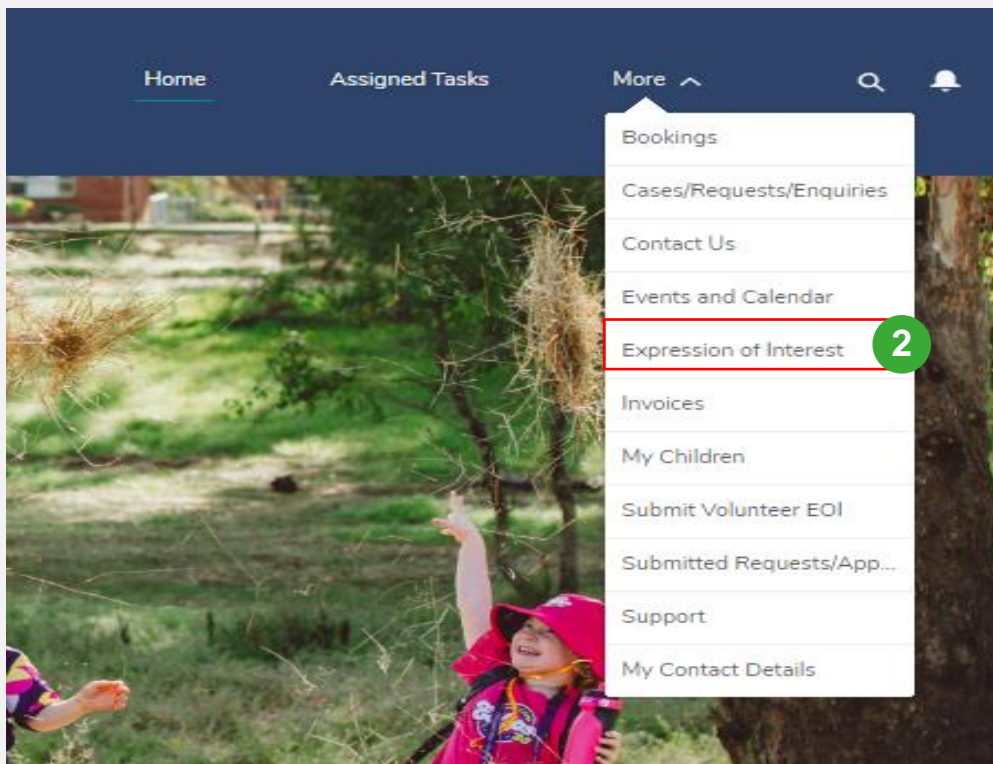 Home
Assigned Tasks
More
Bookings
Cases/Requests/Enquiries
Contact Us
Events and Calendar
Expression of Interest
2
Invoices
My Children
Submit Volunteer EOI
Submitted Requests/App...
Support
My Contact Details